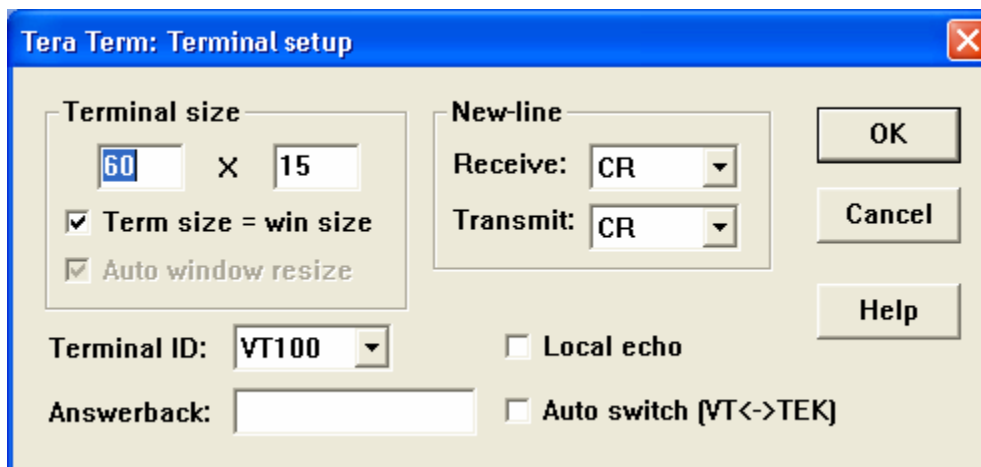 Tera Term: Terminal setup
Terminal size
60 X 15
Term size = win size
Auto window resize
New-line
Receive: CR
Transmit: CR
OK
Cancel
Help
Terminal ID: VT100
Local echo
Answerback:
Auto switch (VT<->TEK)